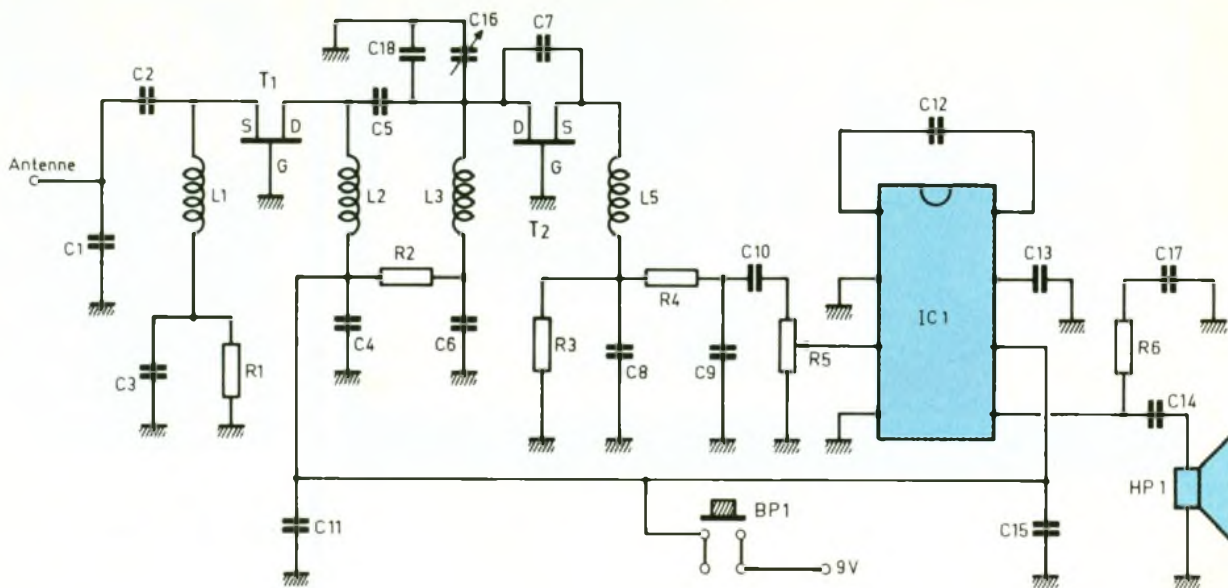 C16
C7
C18
C2
T1
C12
S
D
C5
D
S
G
G
Antenne
L1
L2
L3
L5
T2
C1
R2
C10
C13
C17
R4
IC1
R6
C4
C6
R3
C8
C9
R5
C3
R1
C14
HP1
BP1
C11
C15
9V